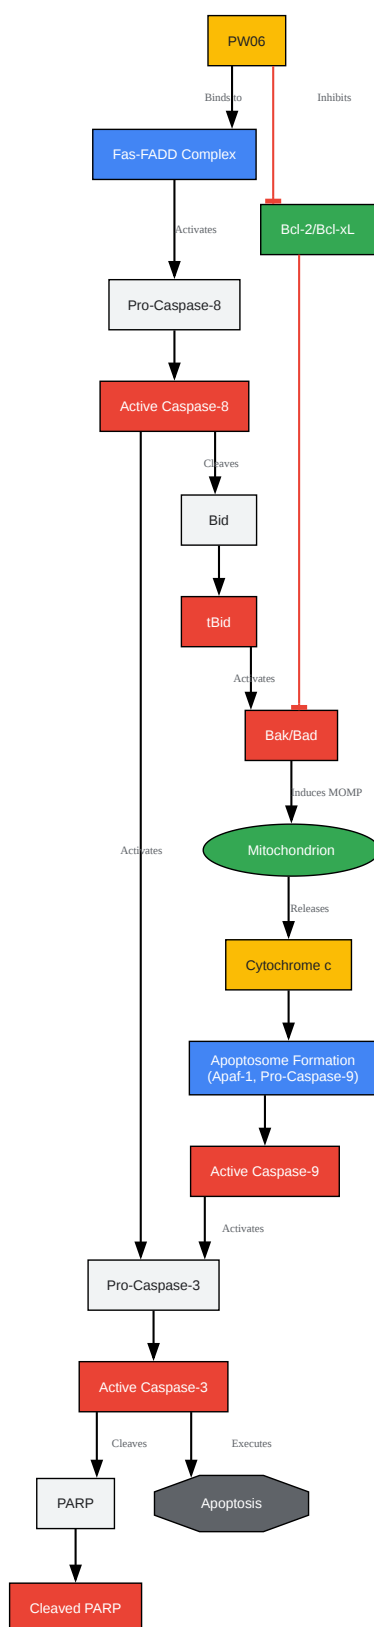 PW06
Binds to
Inhibits
Fas-FADD Complex
Bcl-2/Bcl-xL
Activates
Pro-Caspase-8
Active Caspase-8
Cleaves
Bid
tBid
Activates
Bak/Bad
Induces MOMP
Activates
Mitochondrion
Releases
Cytochrome c
Apoptosome Formation
(Apaf-1, Pro-Caspase-9)
Active Caspase-9
Activates
Pro-Caspase-3
Active Caspase-3
Cleaves
Executes
PARP
Apoptosis
Cleaved PARP